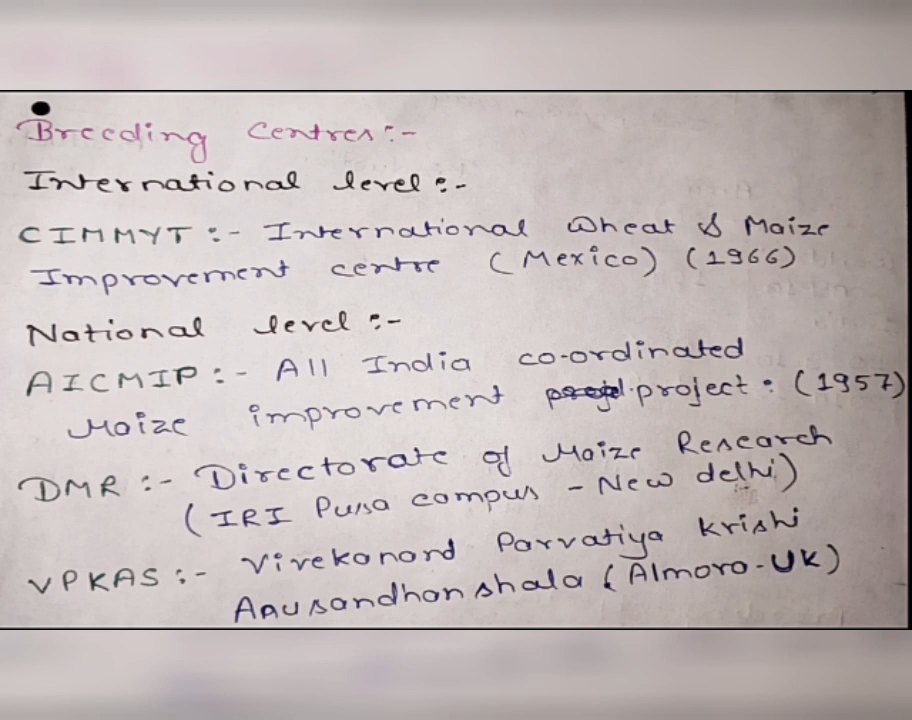 Breeding Centres:-
International level:-
CIMMYT:- International Wheat & Maize
Improvement centre (Mexico) (1966)
National level:-
AICMIP:- All India co-ordinated
Maize improvement project: (1957)
DMR:- Directorate of Maize Research
(IRI Pusa campus - New delhi)
VPKAS:- Vivekanand Parvatiya Krishi
Anusandhan shala (Almora-UK)